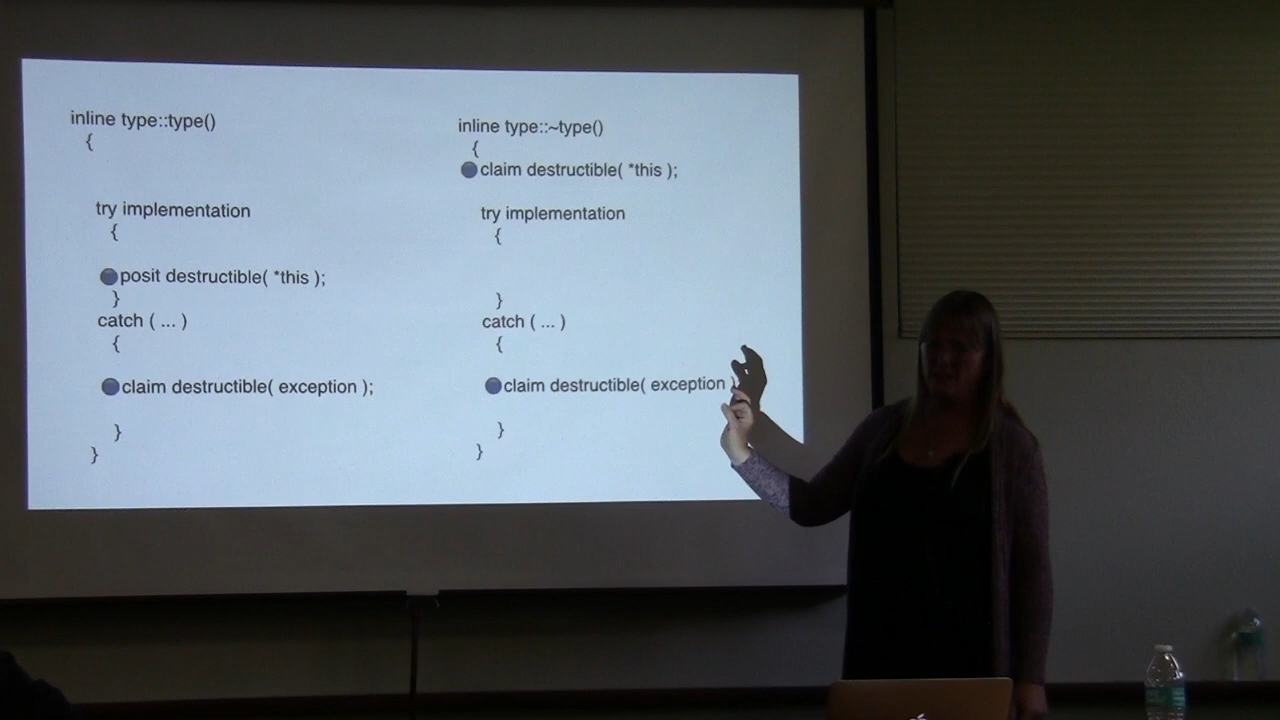 inline type::type()
{
try implementation
{
posit destructible( *this );
}
catch ( ... )
{
claim destructible( exception );
}
}
inline type::~type()
{
claim destructible( *this );
try implementation
{
}
catch ( ... )
{
claim destructible( exception )
}
}